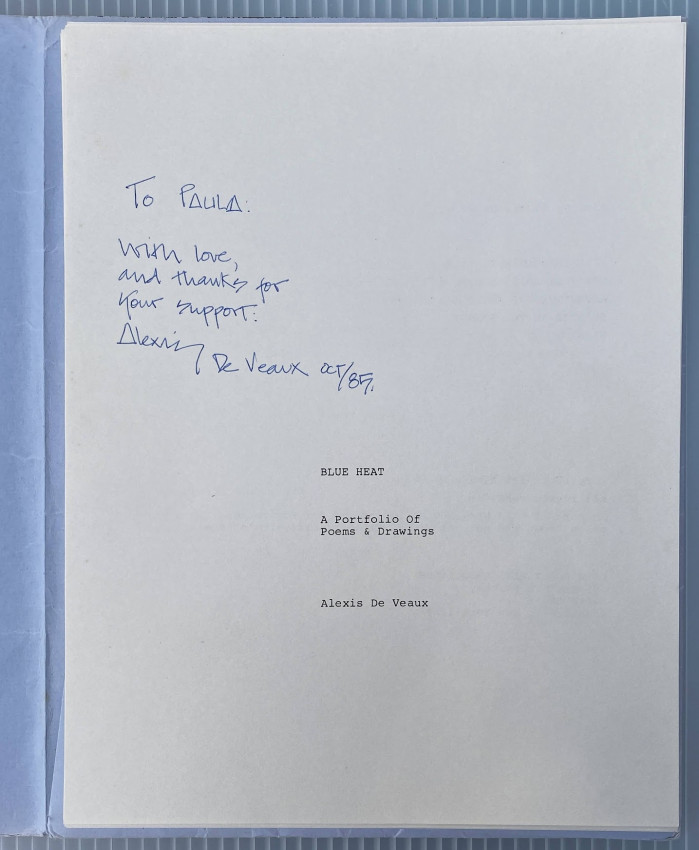 To PAULA:
With love,
and thanks for
your support:
Alexis
De Veaux oct/85.
BLUE HEAT
A Portfolio Of
Poems & Drawings
Alexis De Veaux